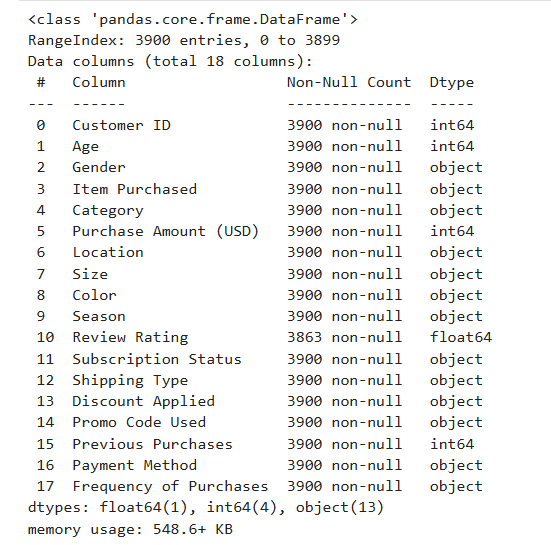 <class 'pandas.core.frame.DataFrame'>
RangeIndex: 3900 entries, 0 to 3899
Data columns (total 18 columns):
 #   Column                  Non-Null Count  Dtype
---  ------                  --------------  -----
 0   Customer ID             3900 non-null   int64
 1   Age                     3900 non-null   int64
 2   Gender                  3900 non-null   object
 3   Item Purchased          3900 non-null   object
 4   Category                3900 non-null   object
 5   Purchase Amount (USD)   3900 non-null   int64
 6   Location                3900 non-null   object
 7   Size                    3900 non-null   object
 8   Color                   3900 non-null   object
 9   Season                  3900 non-null   object
 10  Review Rating           3863 non-null   float64
 11  Subscription Status     3900 non-null   object
 12  Shipping Type           3900 non-null   object
 13  Discount Applied        3900 non-null   object
 14  Promo Code Used         3900 non-null   object
 15  Previous Purchases      3900 non-null   int64
 16  Payment Method          3900 non-null   object
 17  Frequency of Purchases  3900 non-null   object
dtypes: float64(1), int64(4), object(13)
memory usage: 548.6+ KB